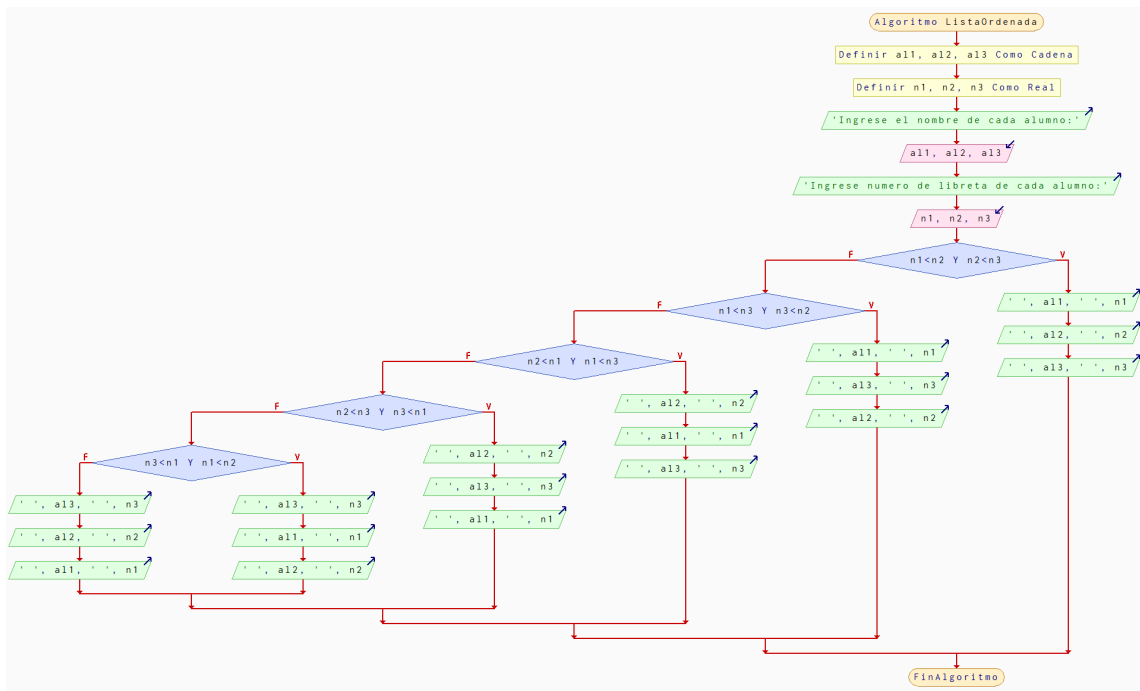 Algoritmo ListaOrdenada
Definir al1, al2, al3 Como Cadena
Definir n1, n2, n3 Como Real
'Ingrese el nombre de cada alumno:'
al1, al2, al3
'Ingrese numero de libreta de cada alumno:'
n1, n2, n3
n1<n2 Y n2<n3
F
V
' ', al1, ' ', n1
' ', al2, ' ', n2
' ', al3, ' ', n3
n1<n3 Y n3<n2
F
V
' ', al1, ' ', n1
' ', al3, ' ', n3
' ', al2, ' ', n2
n2<n1 Y n1<n3
F
V
' ', al2, ' ', n2
' ', al1, ' ', n1
' ', al3, ' ', n3
n2<n3 Y n3<n1
F
V
' ', al2, ' ', n2
' ', al3, ' ', n3
' ', al1, ' ', n1
n3<n1 Y n1<n2
F
V
' ', al3, ' ', n3
' ', al2, ' ', n2
' ', al1, ' ', n1
' ', al3, ' ', n3
' ', al1, ' ', n1
' ', al2, ' ', n2
FinAlgoritmo